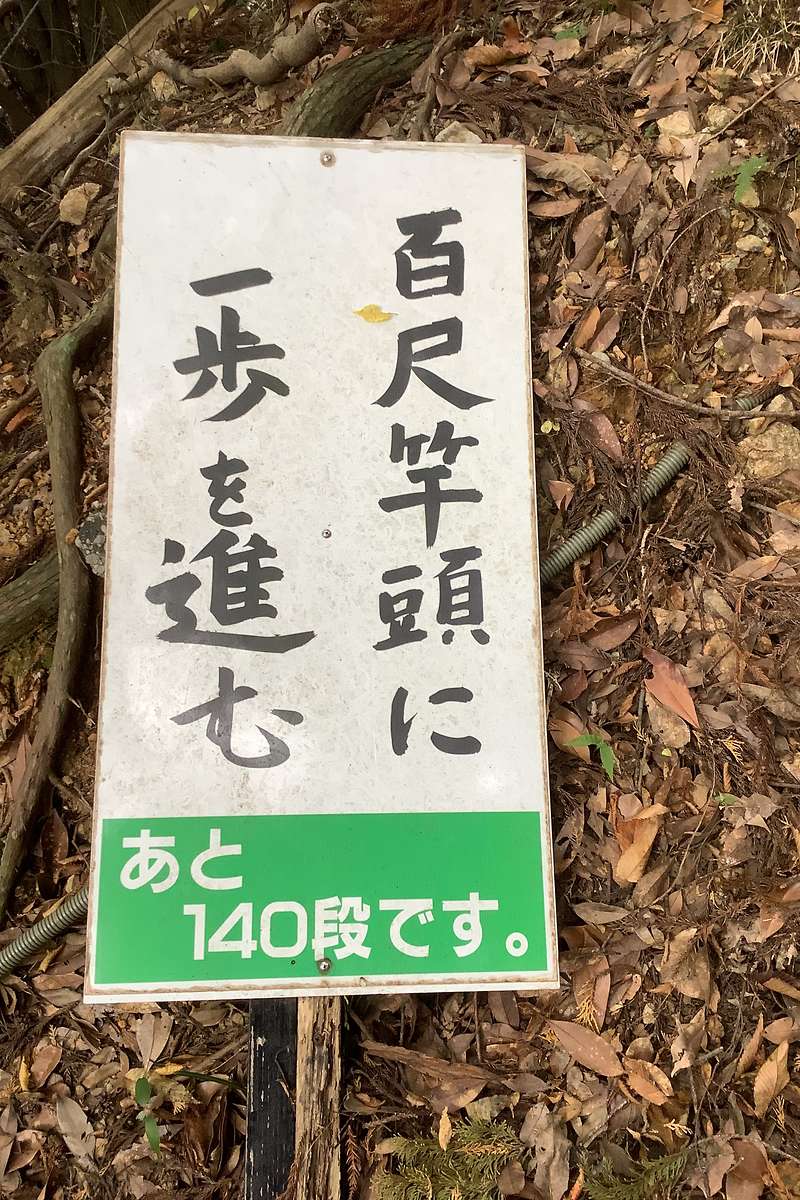 百尺竿頭に
一歩を進む
あと
140段です。